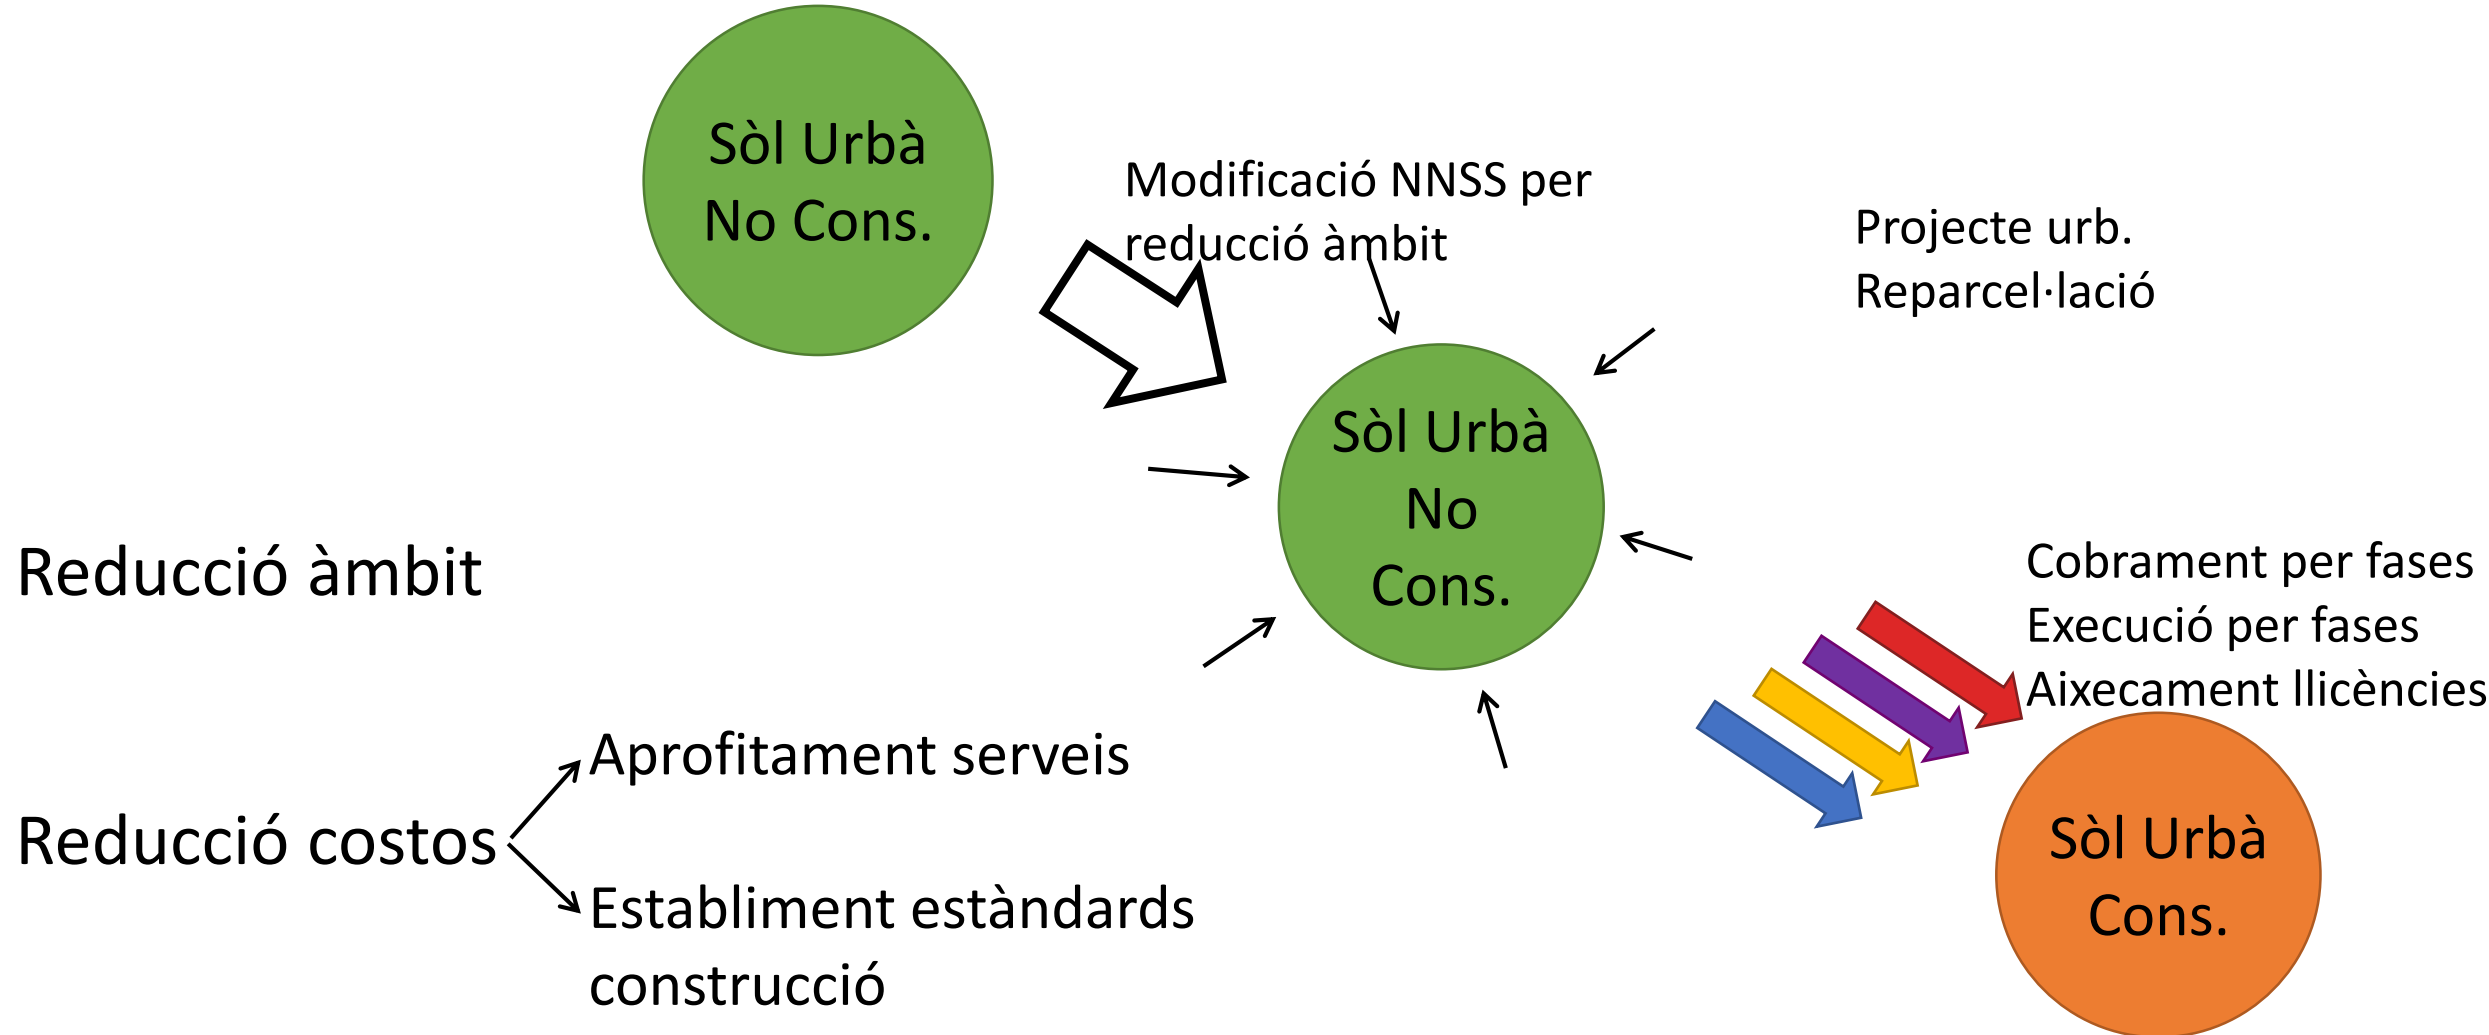 Sòl Urbà
No Cons.
Modificació NNSS per
reducció àmbit
Projecte urb.
Reparcel·lació
Sòl Urbà
No
Cons.
Reducció àmbit
Cobrament per fases
Execució per fases
Aixecament llicències
Aprofitament serveis
Reducció costos
Establiment estàndards
construcció
Sòl Urbà
Cons.